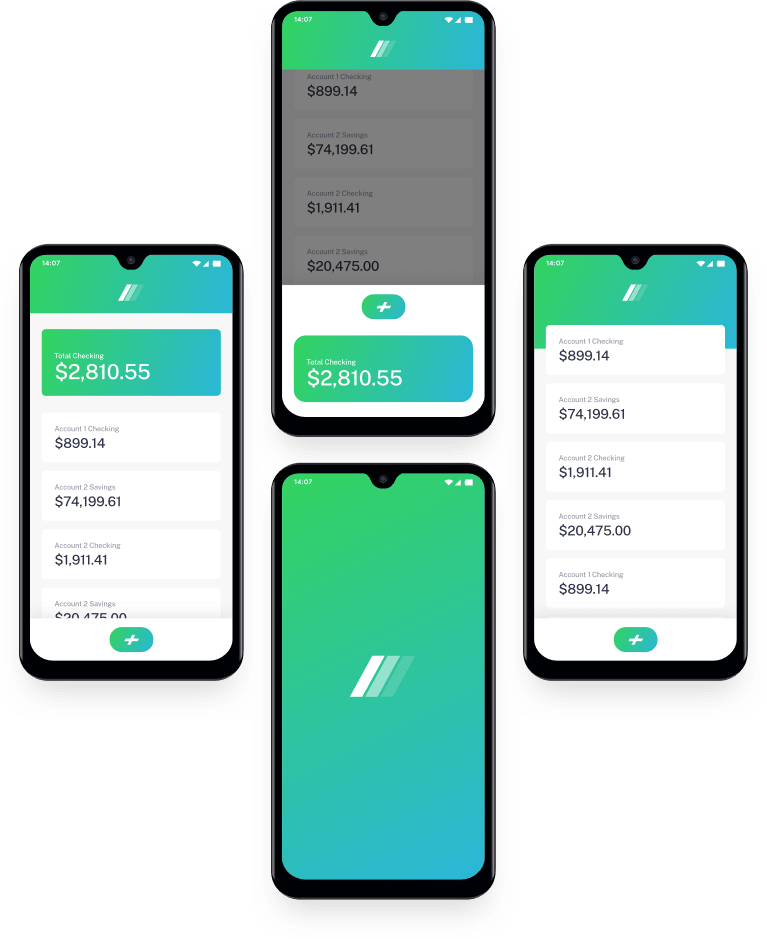 14:07
Account 1 Checking
$899.14
Account 2 Savings
$74,199.61
Account 2 Checking
$1,911.41
Account 2 Savings
$20,475.00
Total Checking
$2,810.55
14:07
Total Checking
$2,810.55
Account 1 Checking
$899.14
Account 2 Savings
$74,199.61
Account 2 Checking
$1,911.41
Account 2 Savings
$20,475.00
14:07
Account 1 Checking
$899.14
Account 2 Savings
$74,199.61
Account 2 Checking
$1,911.41
Account 2 Savings
$20,475.00
Account 1 Checking
$899.14
14:07